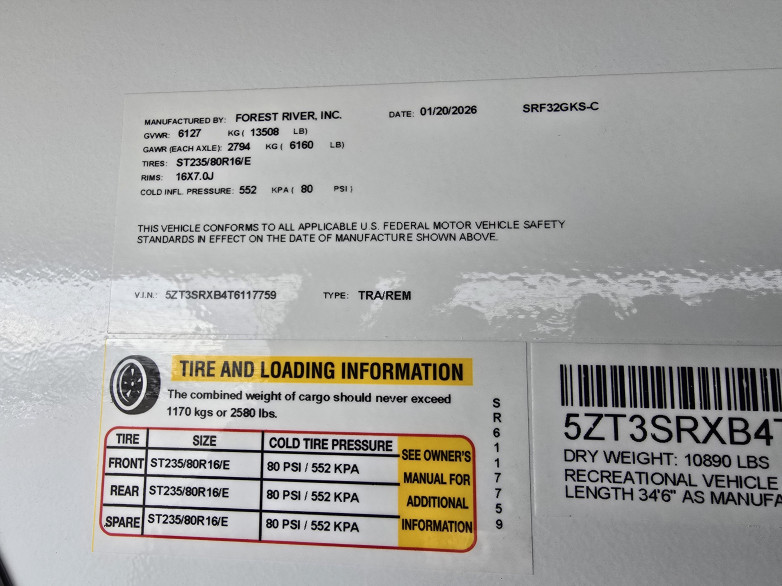 MANUFACTURED BY: FOREST RIVER, INC. DATE: 01/20/2026 SRF32GKS-C
GVWR: 6127 KG ( 13508 LB)
GAWR (EACH AXLE): 2794 KG ( 6160 LB)
TIRES: ST235/80R16/E
RIMS: 16X7.0J
COLD INFL. PRESSURE: 552 KPA ( 80 PSI )
THIS VEHICLE CONFORMS TO ALL APPLICABLE U.S. FEDERAL MOTOR VEHICLE SAFETY
STANDARDS IN EFFECT ON THE DATE OF MANUFACTURE SHOWN ABOVE.
V.I.N.: 5ZT3SRXB4T6117759 TYPE: TRA/REM
TIRE AND LOADING INFORMATION
The combined weight of cargo should never exceed
1170 kgs or 2580 lbs.
TIRE SIZE COLD TIRE PRESSURE
FRONT ST235/80R16/E 80 PSI / 552 KPA
REAR ST235/80R16/E 80 PSI / 552 KPA
SPARE ST235/80R16/E 80 PSI / 552 KPA
SEE OWNER'S
MANUAL FOR
ADDITIONAL
INFORMATION
SR6117759
5ZT3SRXB4T
DRY WEIGHT: 10890 LBS
RECREATIONAL VEHICLE
LENGTH 34'6" AS MANUFA